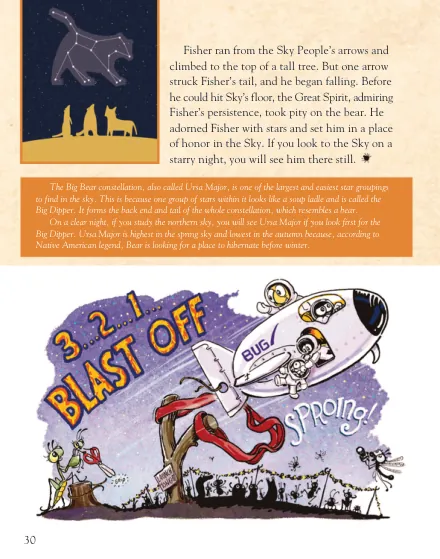 Fisher ran from the Sky People's arrows and
climbed to the top of a tall tree. But one arrow
struck Fisher's tail, and he began falling. Before
he could hit Sky's floor, the Great Spirit, admiring
Fisher's persistence, took pity on the bear. He
adorned Fisher with stars and set him in a place
of honor in the Sky. If you look to the Sky on a
starry night, you will see him there still.
The Big Bear constellation, also called Ursa Major, is one of the largest and easiest star groupings
to find in the sky. This is because one group of stars within it looks like a soup ladle and is called the
Big Dipper. It forms the back end and tail of the whole constellation, which resembles a bear.
On a clear night, if you study the northern sky, you will see Ursa Major if you look first for the
Big Dipper. Ursa Major is highest in the spring sky and lowest in the autumn because, according to
Native American legend, Bear is looking for a place to hibernate before winter.
3...2...1...
BLAST OFF
BUG
SPROING!
snip
30